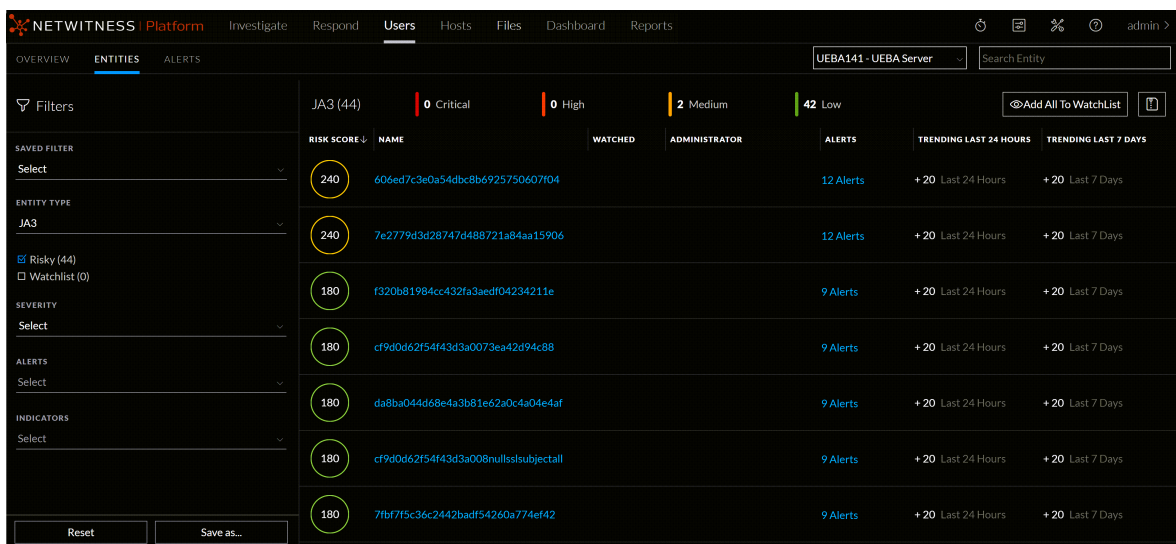 NETWITNESS | Platform Investigate Respond Users Hosts Files Dashboard Reports admin >
OVERVIEW ENTITIES ALERTS UEBA141 - UEBA Server Search Entity
Filters
SAVED FILTER
Select
ENTITY TYPE
JA3
Risky (44)
Watchlist (0)
SEVERITY
Select
ALERTS
Select
INDICATORS
Select
Reset Save as...
JA3 (44) 0 Critical 0 High 2 Medium 42 Low Add All To WatchList
RISK SCORE↓ NAME WATCHED ADMINISTRATOR ALERTS TRENDING LAST 24 HOURS TRENDING LAST 7 DAYS
240 606ed7c3e0a54dbc8b6925750607f04 12 Alerts +20 Last 24 Hours +20 Last 7 Days
240 7e2779d3d28747d488721a84aa15906 12 Alerts +20 Last 24 Hours +20 Last 7 Days
180 f320b81984cc432fa3aedf04234211e 9 Alerts +20 Last 24 Hours +20 Last 7 Days
180 cf9d0d62f54f43d3a0073ea42d94c88 9 Alerts +20 Last 24 Hours +20 Last 7 Days
180 da8ba044d68e4a3b81e62a0c4a04e4af 9 Alerts +20 Last 24 Hours +20 Last 7 Days
180 cf9d0d62f54f43d3a008nullsslsubjectall 9 Alerts +20 Last 24 Hours +20 Last 7 Days
180 7fbf7f5c36c2442badf54260a774ef42 9 Alerts +20 Last 24 Hours +20 Last 7 Days